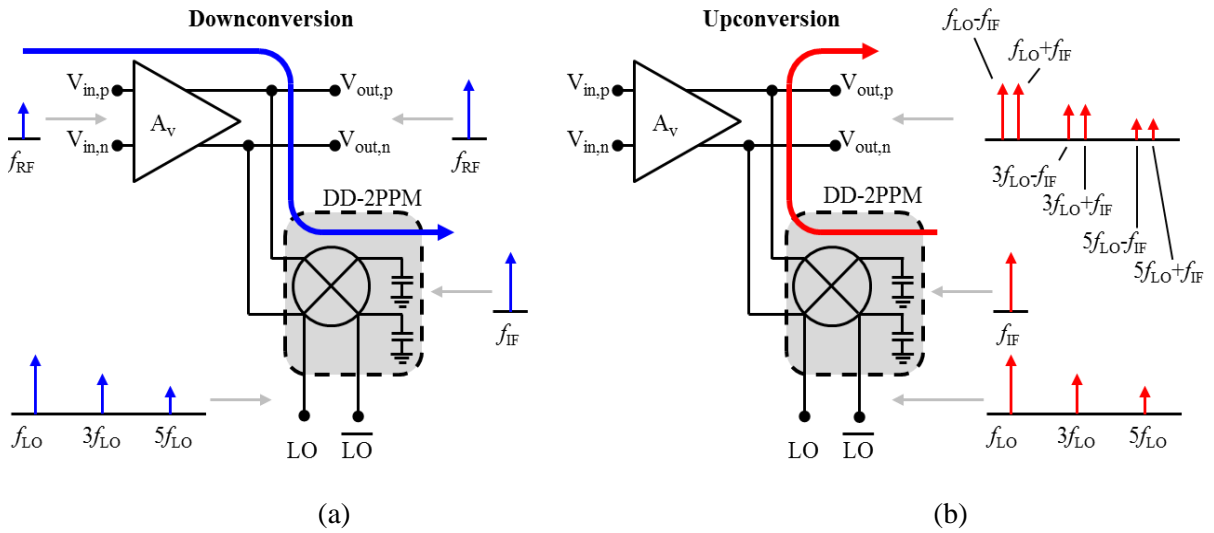 Downconversion
V_in,p
V_out,p
A_v
V_in,n
V_out,n
f_RF
f_RF
DD-2PPM
f_IF
f_LO 3f_LO 5f_LO
LO L̅O̅
(a)
Upconversion
f_LO-f_IF
f_LO+f_IF
V_in,p
V_out,p
A_v
V_in,n
V_out,n
3f_LO-f_IF
3f_LO+f_IF
5f_LO-f_IF
5f_LO+f_IF
DD-2PPM
f_IF
f_LO 3f_LO 5f_LO
LO L̅O̅
(b)